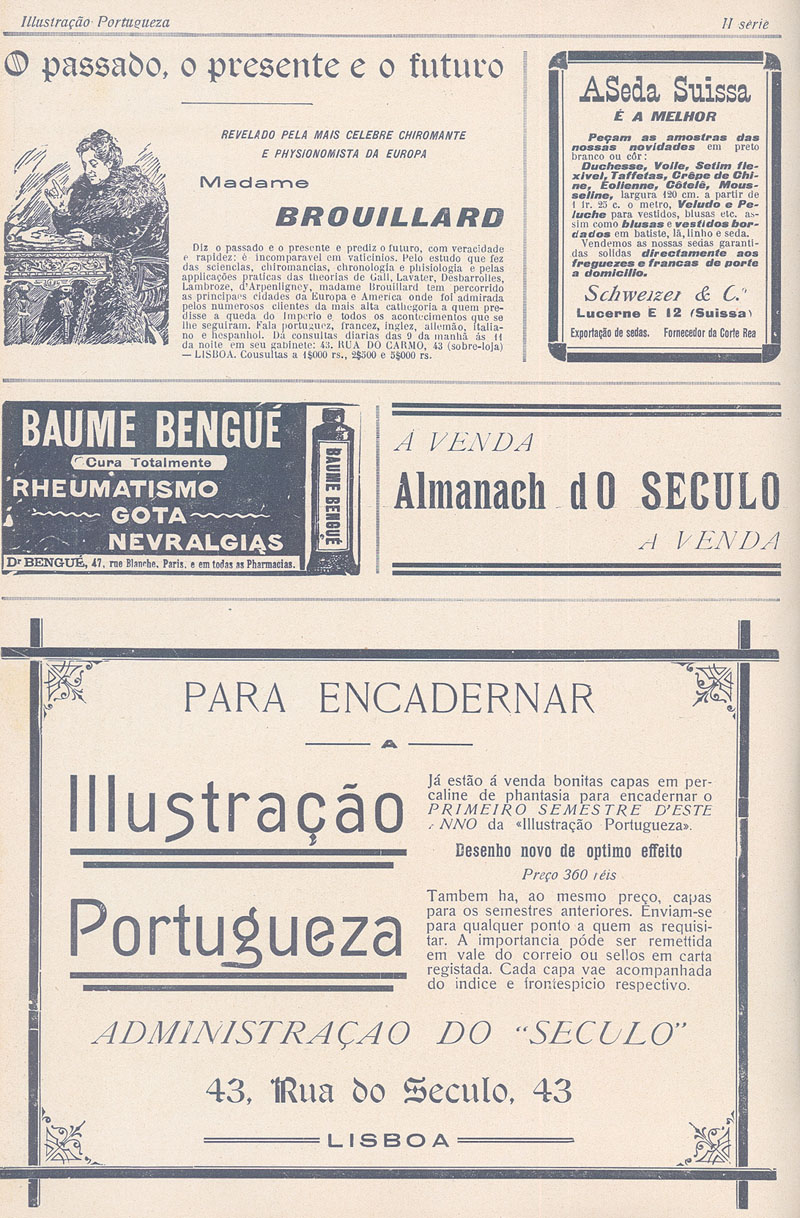 Illustração Portugueza
II série
O passado, o presente e o futuro
REVELADO PELA MAIS CELEBRE CHIROMANTE
E PHYSIONOMISTA DA EUROPA
Madame
BROUILLARD
Diz o passado e o presente e prediz o futuro, com veracidade
e rapidez: é incomparavel em vaticinios. Pelo estudo que fez
das sciencias, chiromancias, chronologia e phisiologia e pelas
applicações praticas das theorias de Gall, Lavater, Desbarrolles,
Lambroze, d'Arpenligney, madame Brouillard tem percorrido
as principaes cidades da Europa e America onde foi admirada
pelos numerosos clientes da mais alta cathegoria a quem pre-
disse a queda do Imperio e todos os acontecimentos que se
lhe seguiram. Fala portuguez, francez, inglez, allemão, italia-
no e hespanhol. Dá consultas diarias das 9 da manhã ás 11
da noite em seu gabinete: 43, RUA DO CARMO, 43 (sobre-loja)
— LISBOA. Cousultas a 1$000 rs., 2$500 e 5$000 rs.
A Seda Suissa
É A MELHOR
Peçam as amostras das
nossas novidades em preto
branco ou côr:
Duchesse, Voile, Setim fle-
xivel, Taffetas, Crêpe de Chi-
ne, Eolienne, Côtelé, Mous-
seline, largura 120 cm. a partir de
1 fr. 25 c. o metro, Veludo e Pe-
luche para vestidos, blusas etc. as-
sim como blusas e vestidos bor-
dados em batiste, lã, linho e seda.
Vendemos as nossas sedas garanti-
das solidas directamente aos
freguezes e francas de porte
a domicilio.
Schweizer & C.ª
Lucerne E 12 (Suissa)
Exportação de sedas. Fornecedor da Corte Rea
BAUME BENGUÉ
Cura Totalmente
RHEUMATISMO
GOTA
NEVRALGIAS
Dr BENGUÉ, 47, rue Blanche, Paris, e em todas as Pharmacias.
BAUME BENGUÉ
A VENDA
Almanach dO SECULO
A VENDA
PARA ENCADERNAR
A
Illustração
Portugueza
Já estão á venda bonitas capas em per-
caline de phantasia para encadernar o
PRIMEIRO SEMESTRE D'ESTE
NNO da «Illustração Portugueza».
Desenho novo de optimo effeito
Preço 360 réis
Tambem ha, ao mesmo preço, capas
para os semestres anteriores. Enviam-se
para qualquer ponto a quem as requisi-
tar. A importancia póde ser remettida
em vale do correio ou sellos em carta
registada. Cada capa vae acompanhada
do indice e frontespicio respectivo.
ADMINISTRAÇAO DO "SECULO"
43, Rua do Seculo, 43
LISBOA